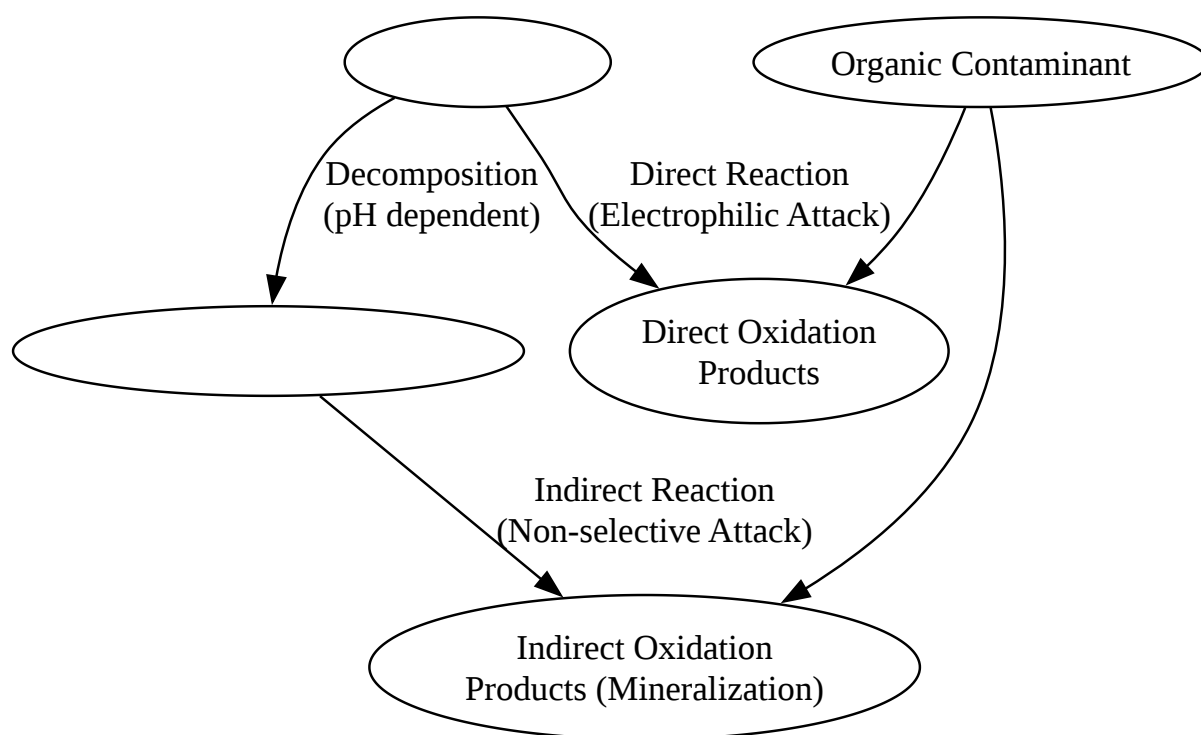 Organic Contaminant
Decomposition
(pH dependent)
Direct Reaction
(Electrophilic Attack)
Direct Oxidation
Products
Indirect Reaction
(Non-selective Attack)
Indirect Oxidation
Products (Mineralization)